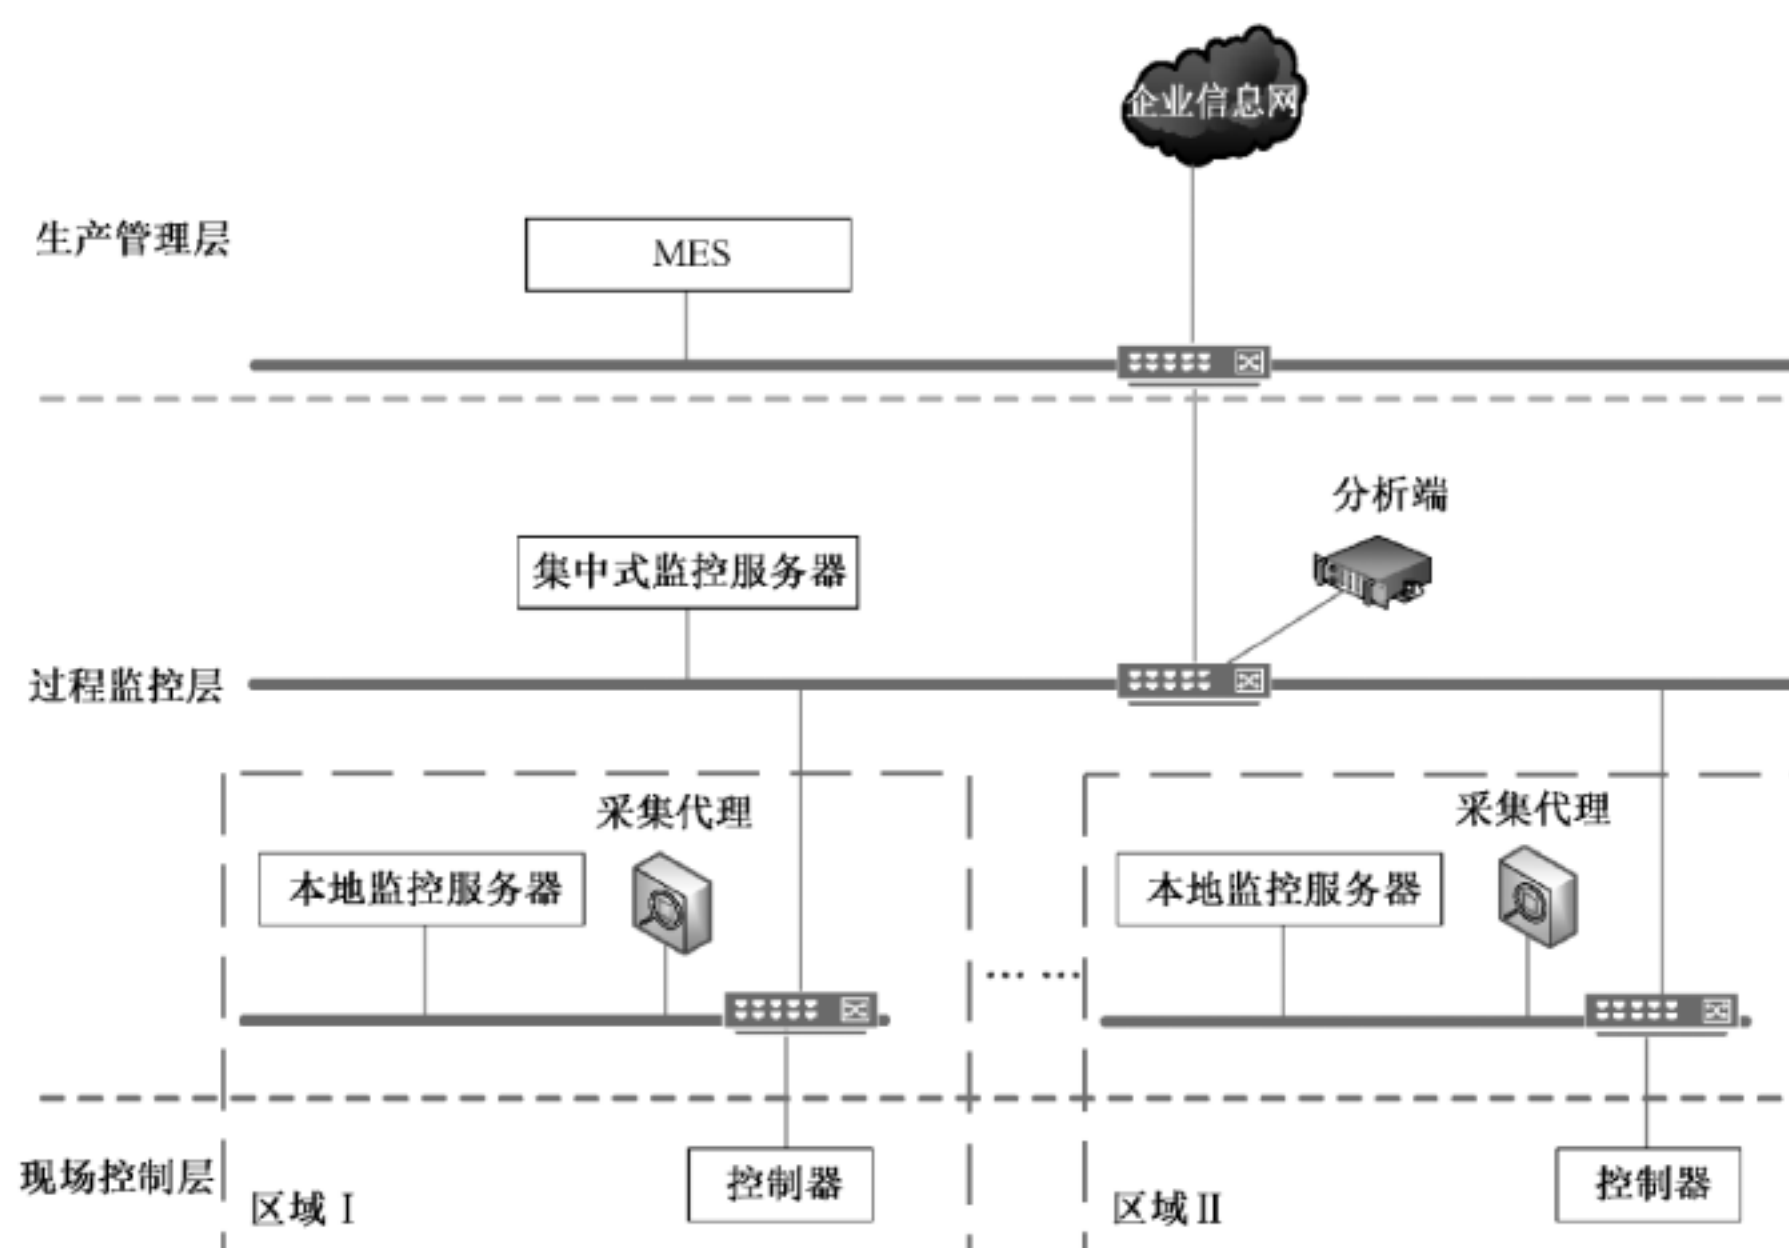 企业信息网
生产管理层
MES
分析端
集中式监控服务器
过程监控层
采集代理
采集代理
本地监控服务器
本地监控服务器
…  …
现场控制层
控制器
控制器
区域 I
区域 II